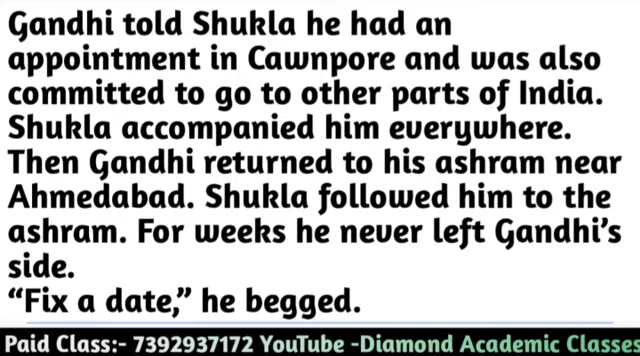 Gandhi told Shukla he had an
appointment in Cawnpore and was also
committed to go to other parts of India.
Shukla accompanied him everywhere.
Then Gandhi returned to his ashram near
Ahmedabad. Shukla followed him to the
ashram. For weeks he never left Gandhi's
side.
“Fix a date,” he begged.
Paid Class:- 7392937172 YouTube -Diamond Academic Classes